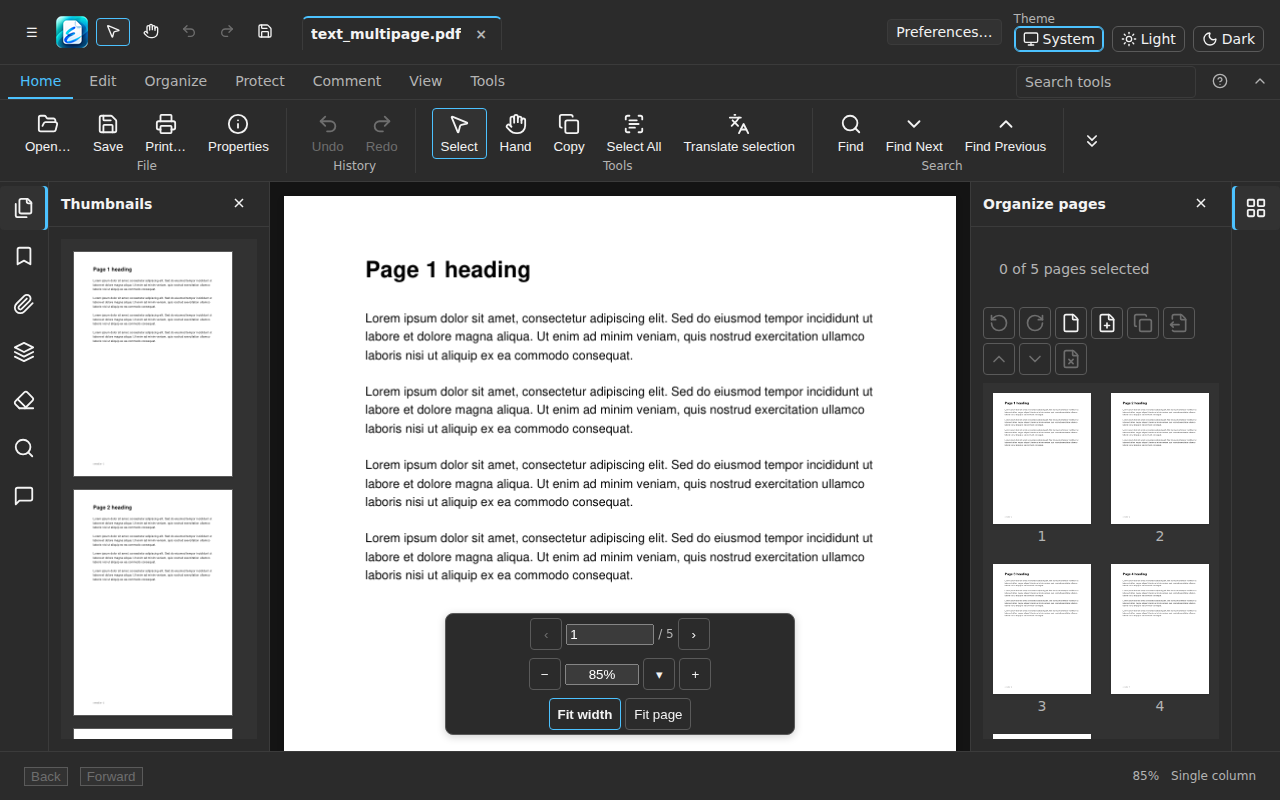 text_multipage.pdf
Preferences...
Theme
System
Light
Dark
Home
Edit
Organize
Protect
Comment
View
Tools
Search tools
Open...
Save
Print...
Properties
File
Undo
Redo
History
Select
Hand
Copy
Select All
Translate selection
Tools
Find
Find Next
Find Previous
Search
Thumbnails
Page 1 heading
Page 2 heading
Page 1 heading
Lorem ipsum dolor sit amet, consectetur adipiscing elit. Sed do eiusmod tempor incididunt ut
labore et dolore magna aliqua. Ut enim ad minim veniam, quis nostrud exercitation ullamco
laboris nisi ut aliquip ex ea commodo consequat.
Lorem ipsum dolor sit amet, consectetur adipiscing elit. Sed do eiusmod tempor incididunt ut
labore et dolore magna aliqua. Ut enim ad minim veniam, quis nostrud exercitation ullamco
laboris nisi ut aliquip ex ea commodo consequat.
Lorem ipsum dolor sit amet, consectetur adipiscing elit. Sed do eiusmod tempor incididunt ut
labore et dolore magna aliqua. Ut enim ad minim veniam, quis nostrud exercitation ullamco
laboris nisi ut aliquip ex ea commodo consequat.
Lorem ipsum dolor sit amet, consectetur adipiscing elit. Sed do eiusmod tempor incididunt ut
labore et dolore magna aliqua. Ut enim ad minim veniam, quis nostrud exercitation ullamco
laboris nisi ut aliquip ex ea commodo consequat.
1 / 5
85%
Fit width
Fit page
Organize pages
0 of 5 pages selected
Page 1 heading
1
2
3
4
Back
Forward
85%
Single column